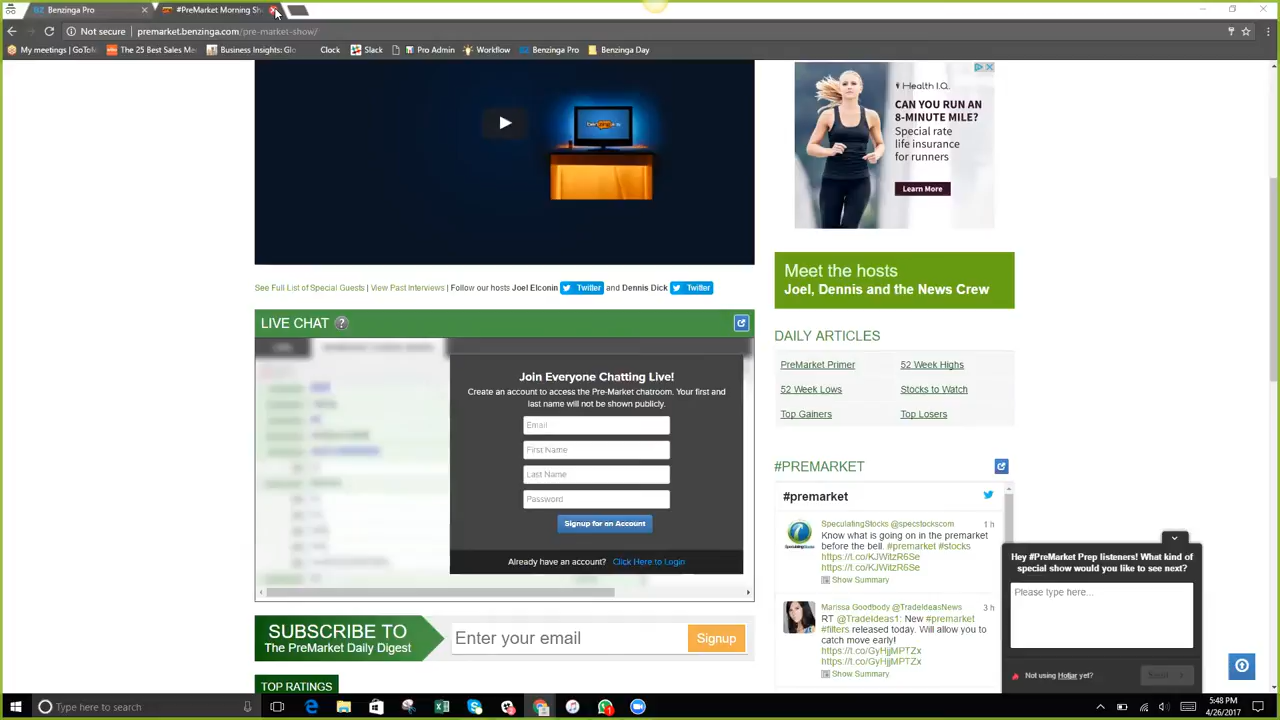 Benzinga Pro
#PreMarket Morning Sh
Not secure | premarket.benzinga.com/pre-market-show/
My meetings | GoToM
The 25 Best Sales Me
Business Insights: Glo
Clock
Slack
Pro Admin
Workflow
Benzinga Pro
Benzinga Day
Health I.Q.
CAN YOU RUN AN
8-MINUTE MILE?
Special rate
life insurance
for runners
Learn More
See Full List of Special Guests | View Past Interviews | Follow our hosts Joel Elconin Twitter and Dennis Dick Twitter
Meet the hosts
Joel, Dennis and the News Crew
LIVE CHAT ?
Join Everyone Chatting Live!
Create an account to access the Pre-Market chatroom. Your first and
last name will not be shown publicly.
Email
First Name
Last Name
Password
Signup for an Account
Already have an account? Click Here to Login
DAILY ARTICLES
PreMarket Primer
52 Week Highs
52 Week Lows
Stocks to Watch
Top Gainers
Top Losers
#PREMARKET
#premarket
SpeculatingStocks @specstockscom 1 h
Know what is going on in the premarket
before the bell. #premarket #stocks
https://t.co/KJWitzR6Se
https://t.co/KJWitzR6Se
Show Summary
Marissa Goodbody @TradeIdeasNews 3 h
RT @TradeIdeas1: New #premarket
#filters released today. Will allow you to
catch move early!
https://t.co/GyHjjMPTZx
https://t.co/GyHjjMPTZx
Show Summary
Hey #PreMarket Prep listeners! What kind of
special show would you like to see next?
Please type here...
Not using Hotjar yet?
Send
SUBSCRIBE TO
The PreMarket Daily Digest
Enter your email
Signup
TOP RATINGS
Type here to search
5:48 PM
4/26/2017